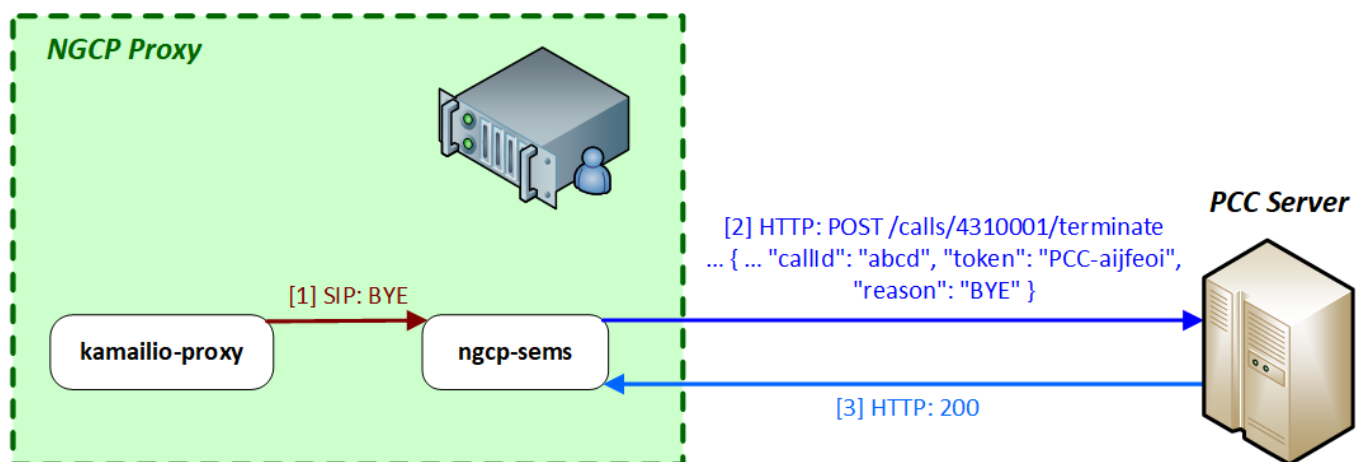 NGCP Proxy
PCC Server
[2] HTTP: POST /calls/4310001/terminate
... { ... "callId": "abcd", "token": "PCC-aijfeoi",
"reason": "BYE" }
[1] SIP: BYE
kamailio-proxy
ngcp-sems
[3] HTTP: 200